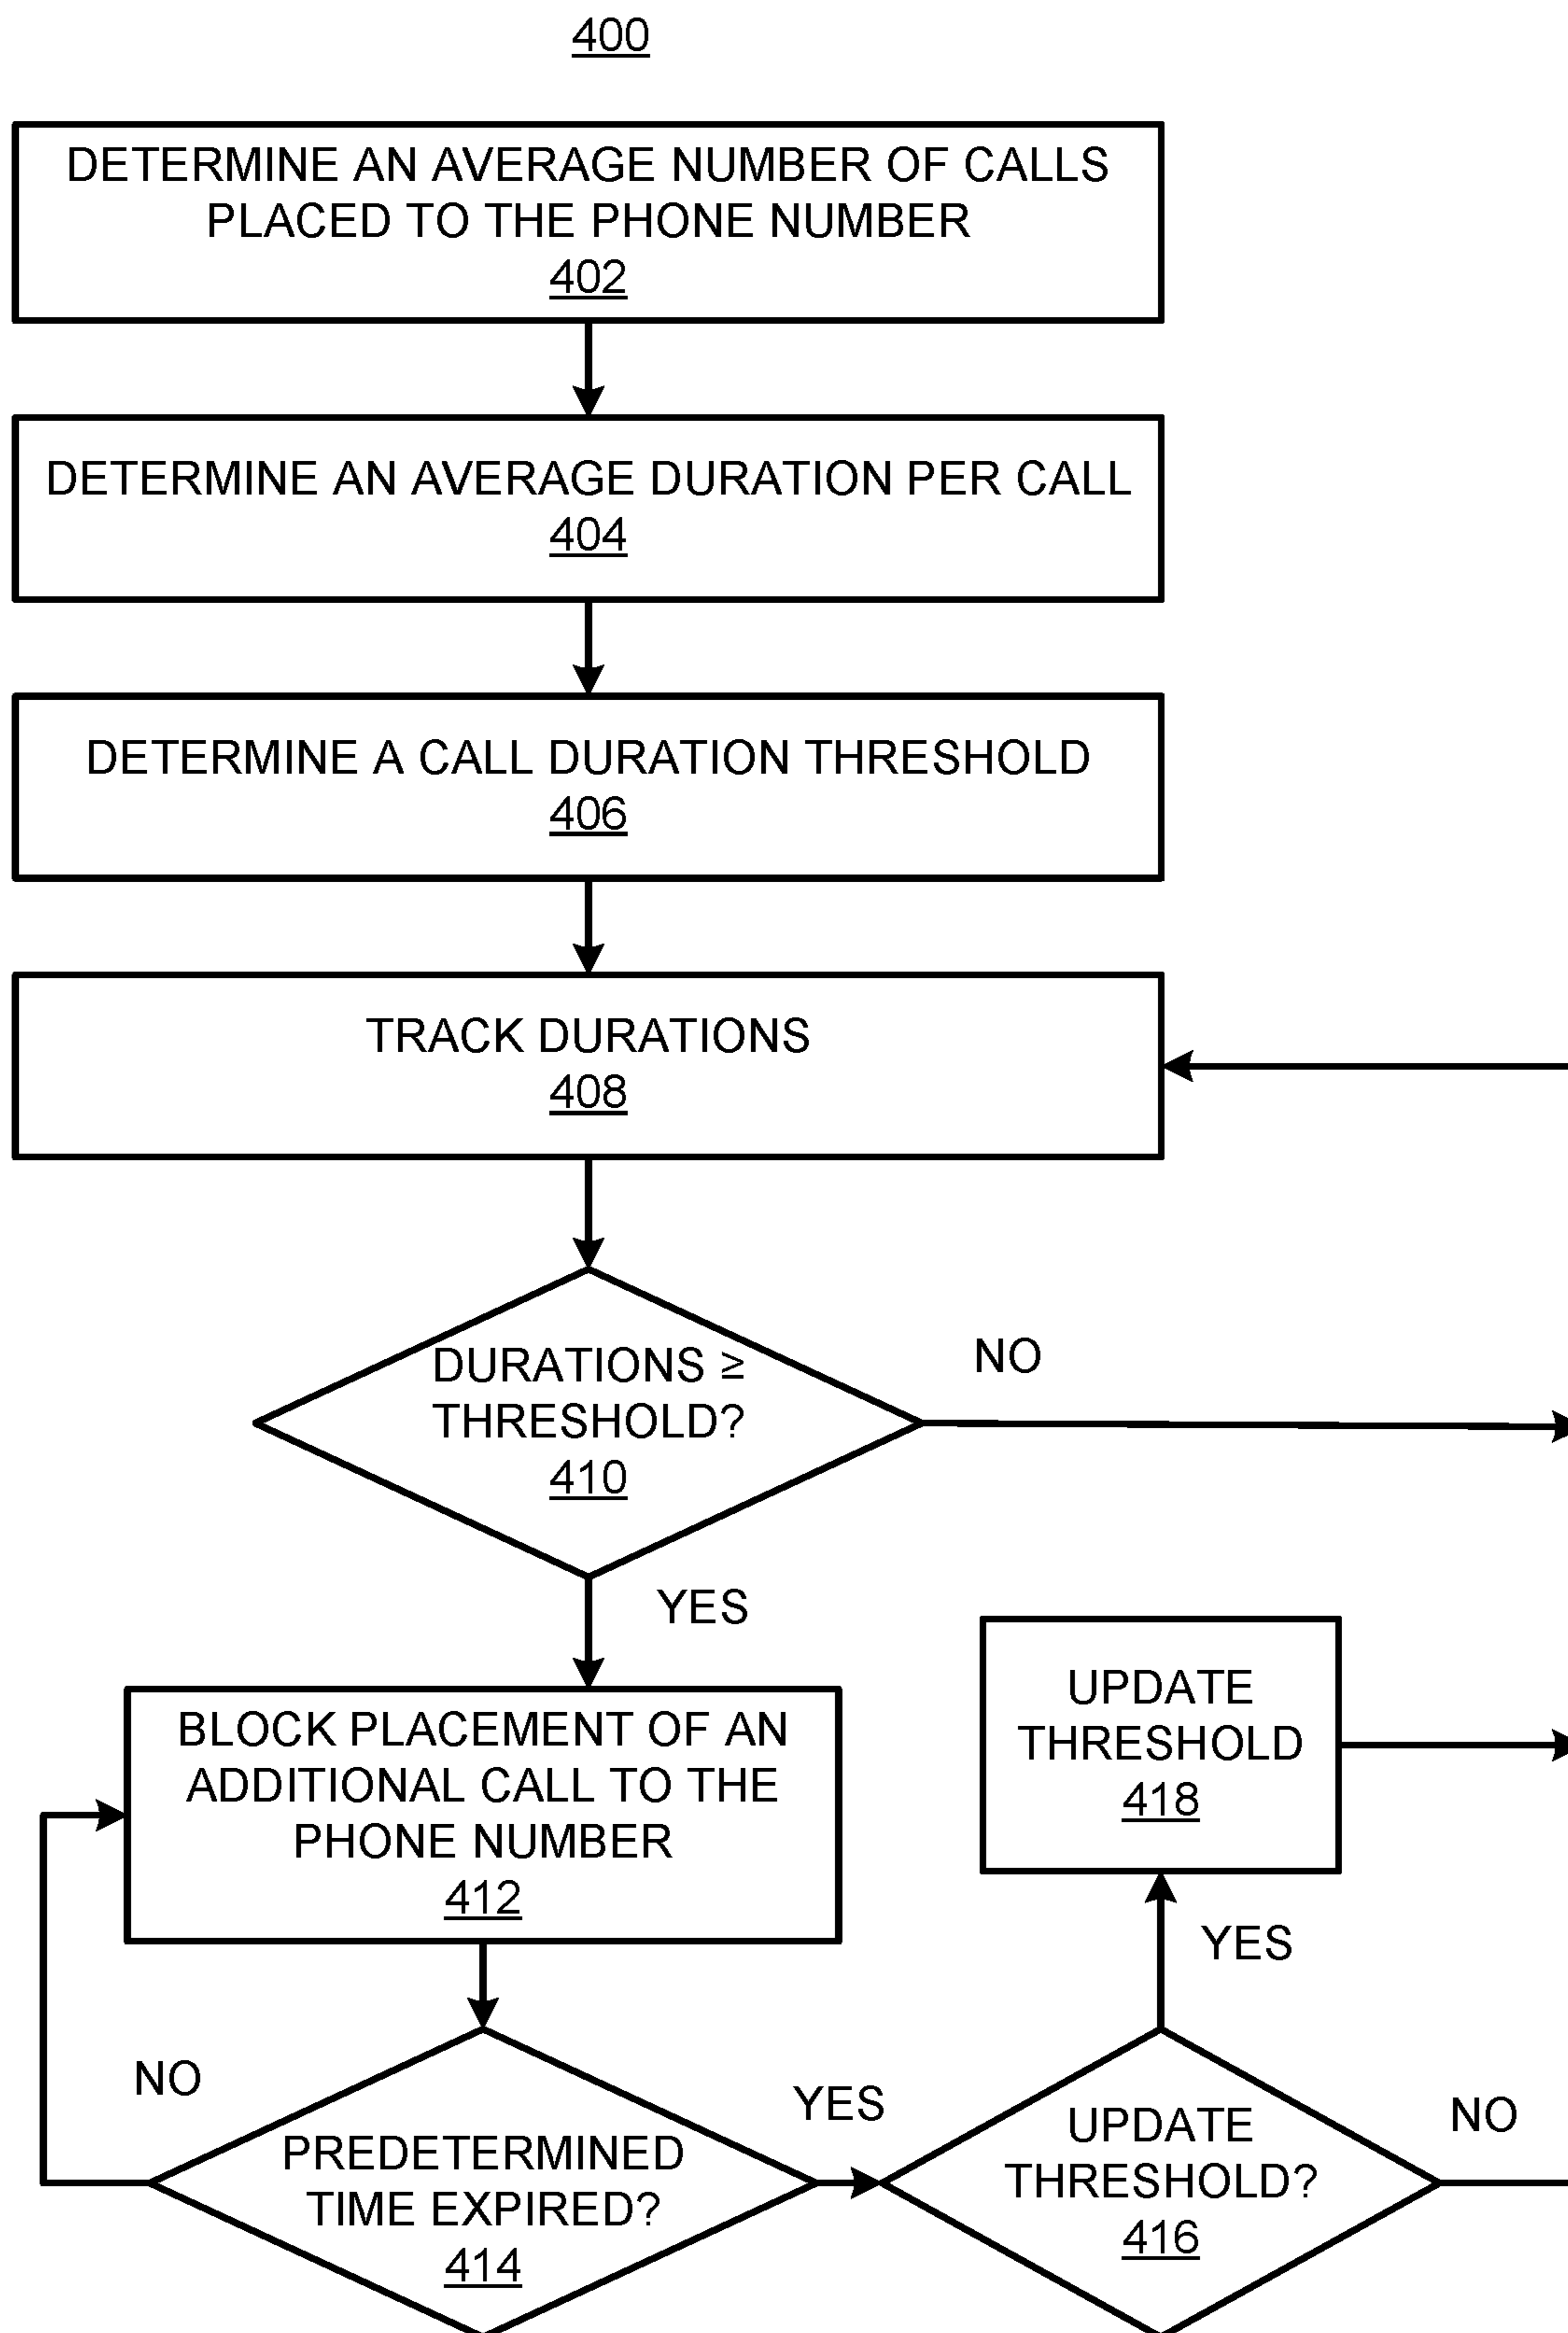 400
DETERMINE AN AVERAGE NUMBER OF CALLS
PLACED TO THE PHONE NUMBER
402
DETERMINE AN AVERAGE DURATION PER CALL
404
DETERMINE A CALL DURATION THRESHOLD
406
TRACK DURATIONS
408
DURATIONS ≥
THRESHOLD?
410
NO
YES
BLOCK PLACEMENT OF AN
ADDITIONAL CALL TO THE
PHONE NUMBER
412
UPDATE
THRESHOLD
418
YES
NO
PREDETERMINED
TIME EXPIRED?
414
YES
UPDATE
THRESHOLD?
416
NO